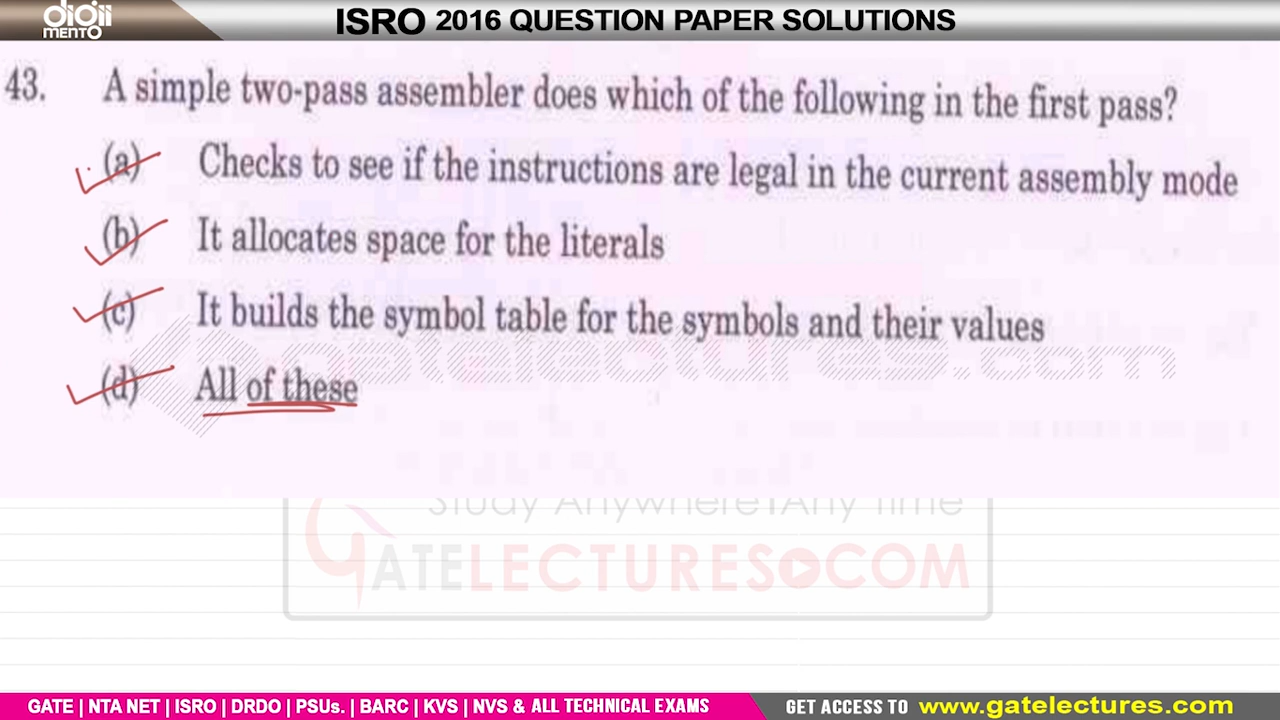 digiimento
ISRO 2016 QUESTION PAPER SOLUTIONS
43. A simple two-pass assembler does which of the following in the first pass?
(a) Checks to see if the instructions are legal in the current assembly mode
(b) It allocates space for the literals
(c) It builds the symbol table for the symbols and their values
(d) All of these
gatelectures.com
Study Anywhere Any Time
GATELECTURES.COM
GATE | NTA NET | ISRO | DRDO | PSUs. | BARC | KVS | NVS & ALL TECHNICAL EXAMS
GET ACCESS TO www.gatelectures.com